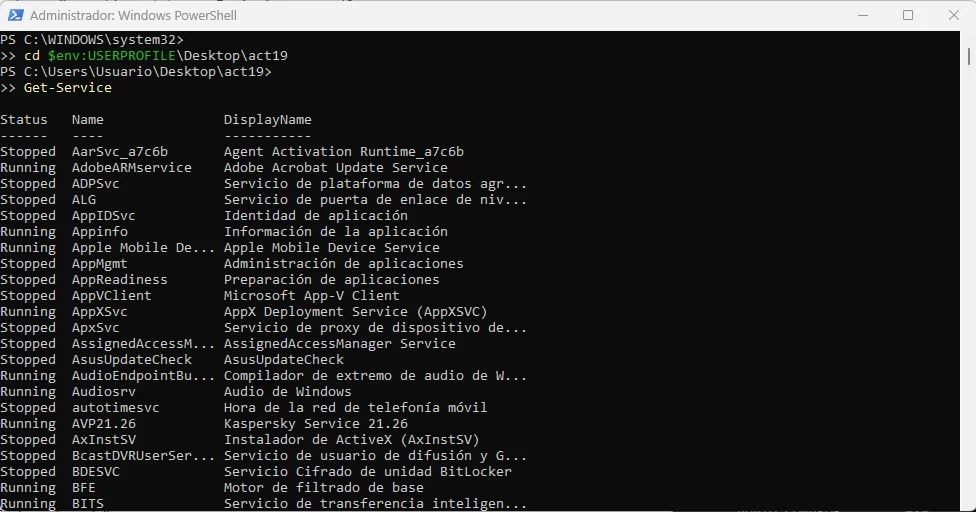 Administrador: Windows PowerShell
PS C:\WINDOWS\system32>
>> cd $env:USERPROFILE\Desktop\act19
PS C:\Users\Usuario\Desktop\act19>
>> Get-Service
Status   Name               DisplayName
------   ----               -----------
Stopped  AarSvc_a7c6b       Agent Activation Runtime_a7c6b
Running  AdobeARMservice    Adobe Acrobat Update Service
Stopped  ADPSvc             Servicio de plataforma de datos agr...
Stopped  ALG                Servicio de puerta de enlace de niv...
Stopped  AppIDSvc           Identidad de aplicación
Running  Appinfo            Información de la aplicación
Running  Apple Mobile De... Apple Mobile Device Service
Stopped  AppMgmt            Administración de aplicaciones
Stopped  AppReadiness       Preparación de aplicaciones
Stopped  AppVClient         Microsoft App-V Client
Running  AppXSvc            AppX Deployment Service (AppXSVC)
Stopped  ApxSvc             Servicio de proxy de dispositivo de...
Stopped  AssignedAccessM... AssignedAccessManager Service
Stopped  AsusUpdateCheck    AsusUpdateCheck
Running  AudioEndpointBu... Compilador de extremo de audio de W...
Running  Audiosrv           Audio de Windows
Stopped  autotimesvc        Hora de la red de telefonía móvil
Running  AVP21.26           Kaspersky Service 21.26
Stopped  AxInstSV           Instalador de ActiveX (AxInstSV)
Stopped  BcastDVRUserSer... Servicio de usuario de difusión y G...
Stopped  BDESVC             Servicio Cifrado de unidad BitLocker
Running  BFE                Motor de filtrado de base
Running  BITS               Servicio de transferencia inteligen...